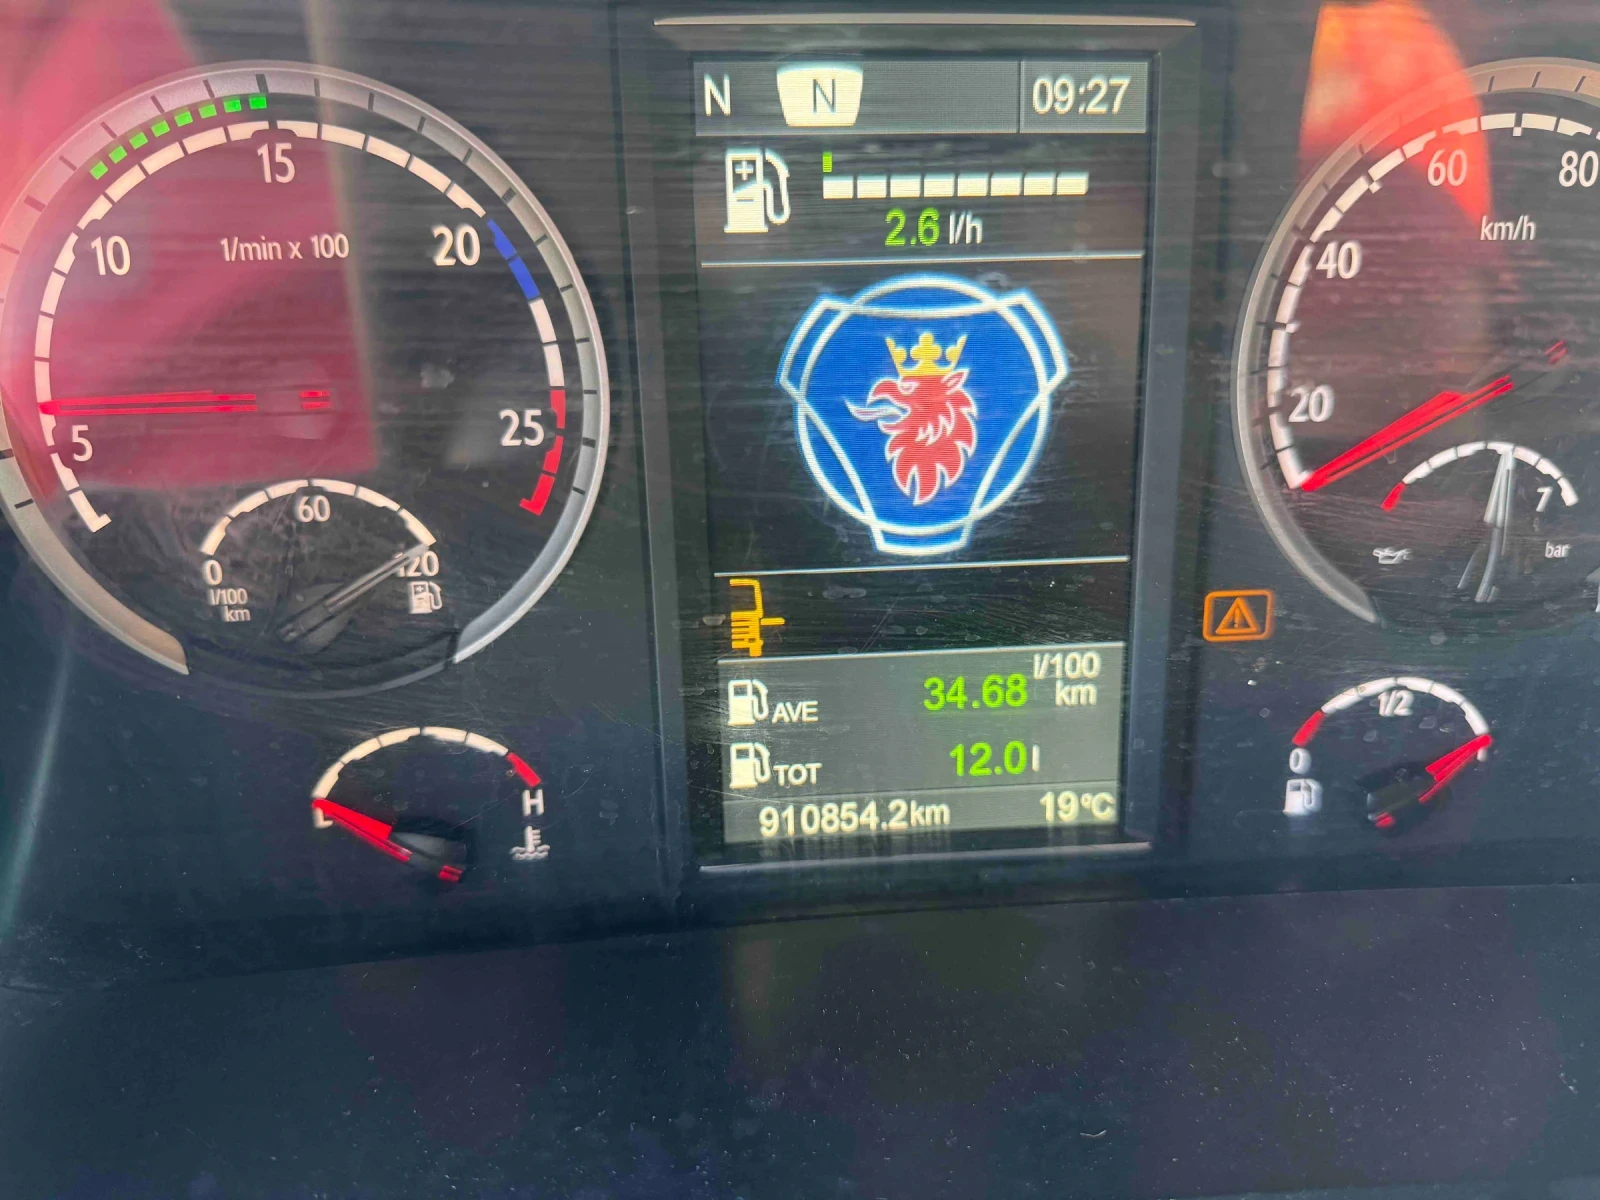 N N 09:27
2.6 l/h
5
10
15
20
25
1/min x 100
0
60
120
l/100
km
20
40
60
80
km/h
7
bar
AVE 34.68 l/100 km
TOT 12.0 l
910854.2km 19°C
L
H
0
1/2